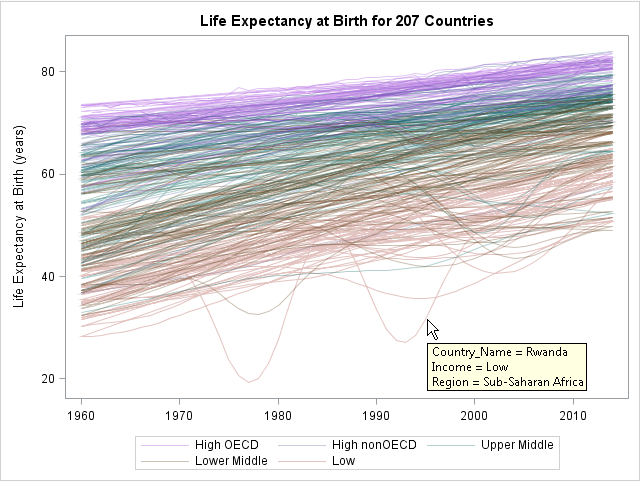 Life Expectancy at Birth for 207 Countries
Life Expectancy at Birth (years)
80
60
40
20
1960 1970 1980 1990 2000 2010
Country_Name = Rwanda
Income = Low
Region = Sub-Saharan Africa
High OECD High nonOECD Upper Middle
Lower Middle Low